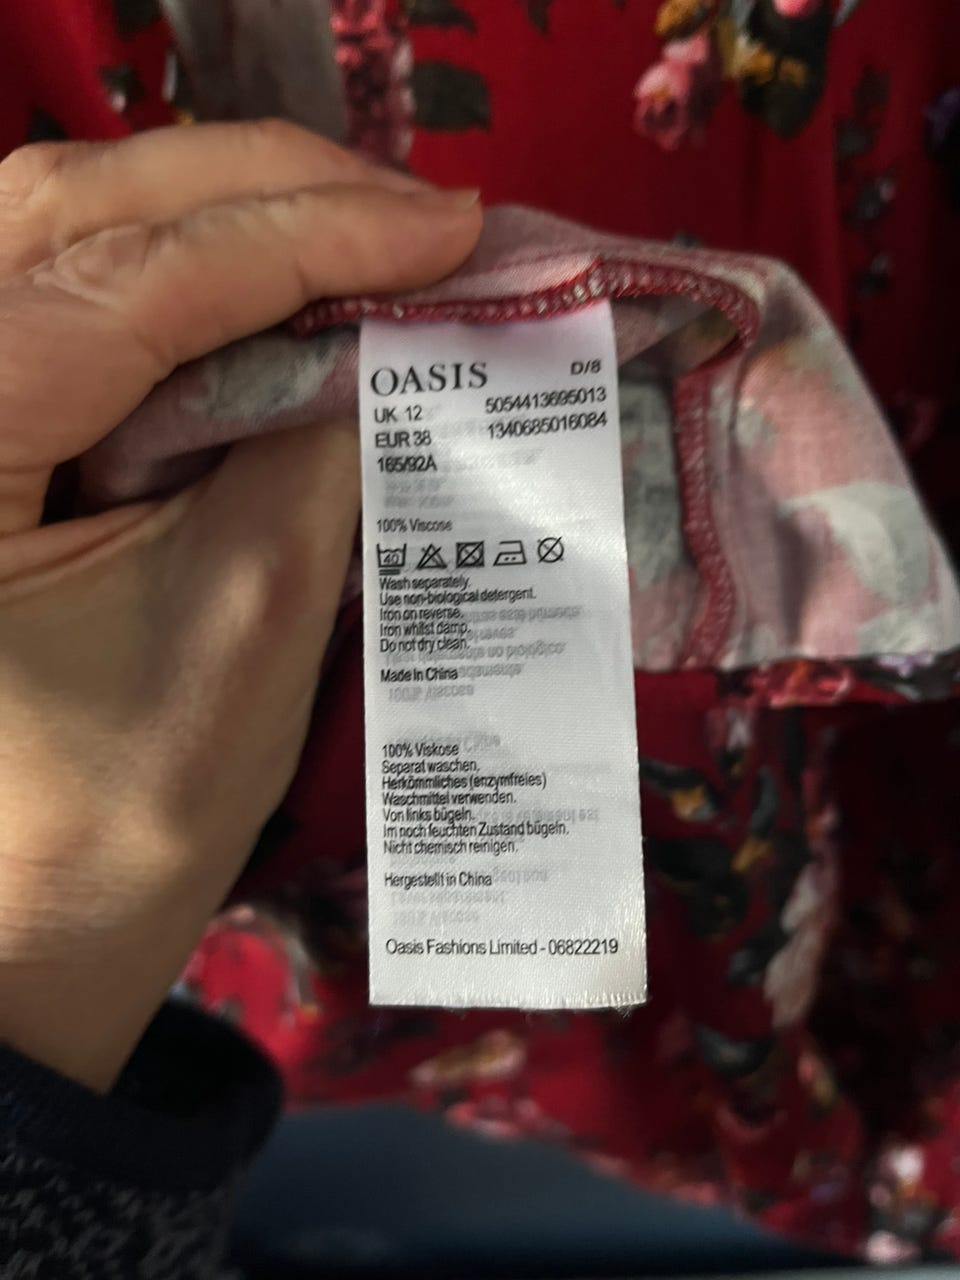 OASIS D/8
UK 12 5054413695013
EUR 38 1340685016084
165/92A
100% Viscose
40
Wash separately.
Use non-biological detergent.
Iron on reverse.
Iron whilst damp.
Do not dry clean.
Made in China
100% Viskose
Separat waschen.
Herkömmliches (enzymfreies)
Waschmittel verwenden.
Von links bügeln.
Im noch feuchten Zustand bügeln.
Nicht chemisch reinigen.
Hergestellt in China
Oasis Fashions Limited - 06822219